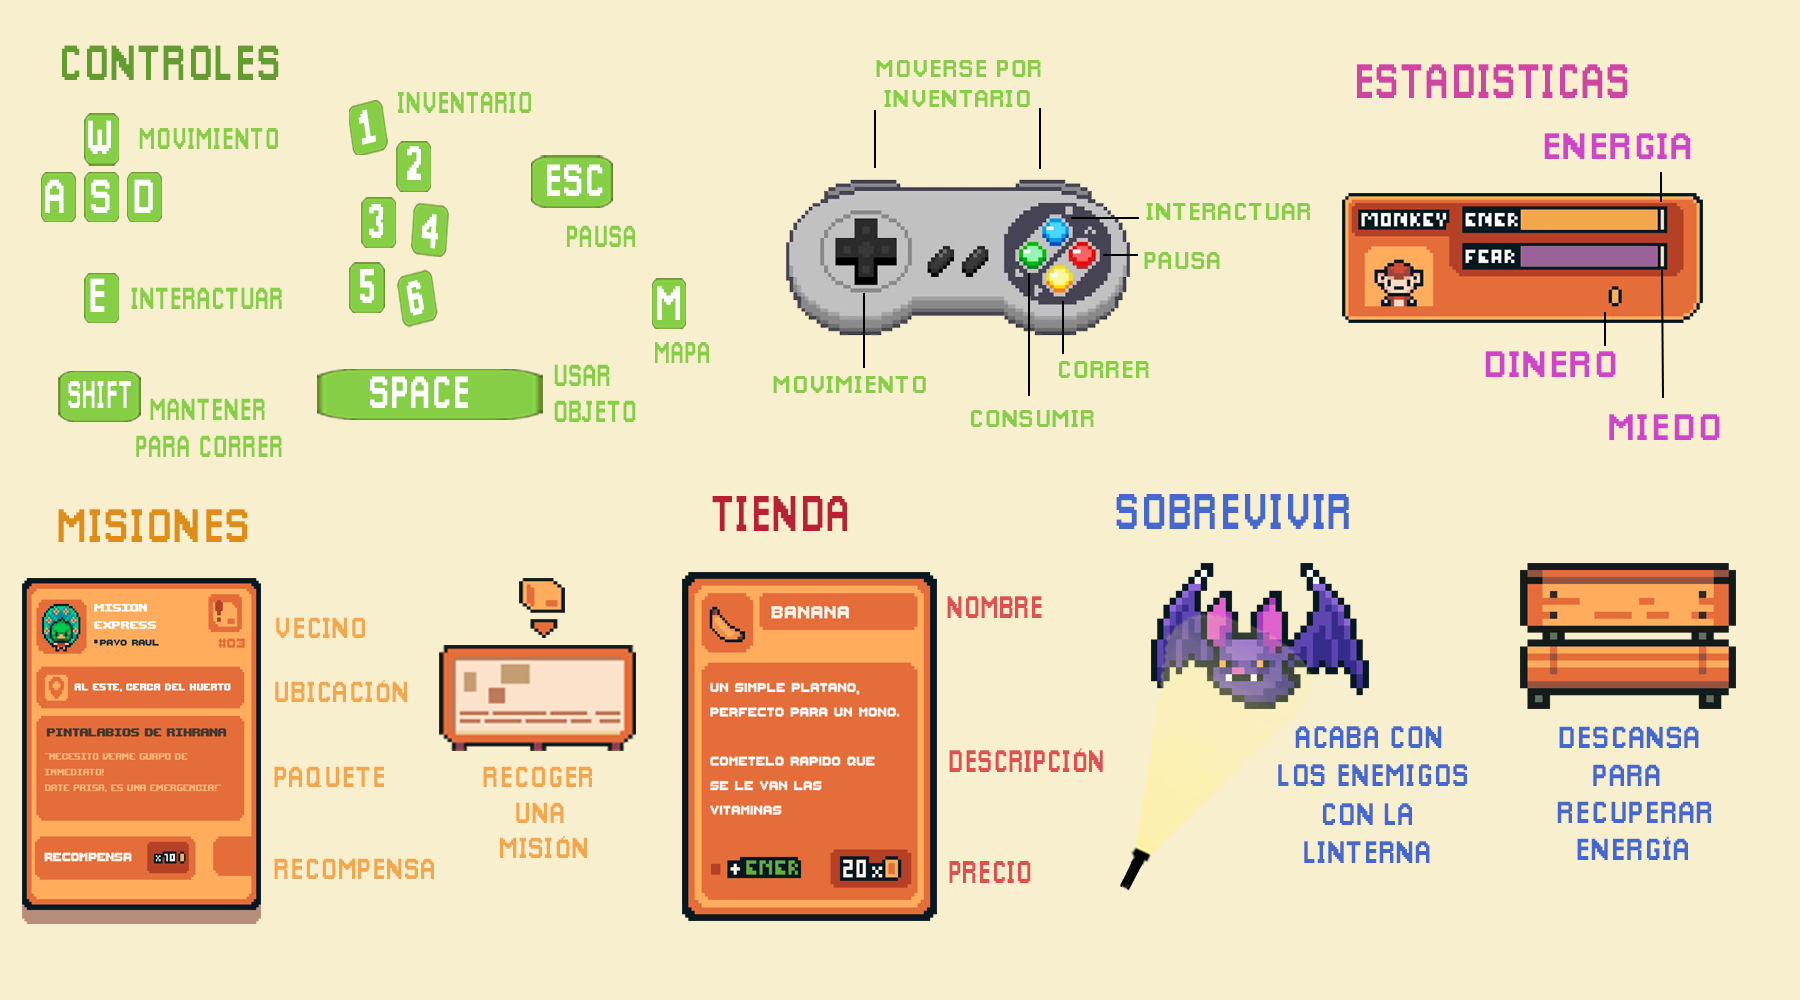 CONTROLES
W
MOVIMIENTO
A S D
E
INTERACTUAR
SHIFT
MANTENER
PARA CORRER
INVENTARIO
1
2
3
4
5
6
ESC
PAUSA
M
MAPA
SPACE
USAR
OBJETO
MOVERSE POR
INVENTARIO
INTERACTUAR
PAUSA
CORRER
CONSUMIR
MOVIMIENTO
ESTADISTICAS
ENERGIA
MONKEY
ENER
FEAR
0
DINERO
MIEDO
MISIONES
MISION
EXPRESS
*PAYO RAUL
#03
AL ESTE, CERCA DEL HUERTO
PINTALABIOS DE RIHRANA
"NECESITO VERME GUAPO DE
INMEDIATO!
DATE PRISA, ES UNA EMERGENCIA!"
RECOMPENSA
x10
VECINO
UBICACIÓN
PAQUETE
RECOMPENSA
RECOGER
UNA
MISIÓN
TIENDA
BANANA
UN SIMPLE PLATANO,
PERFECTO PARA UN MONO.
COMETELO RAPIDO QUE
SE LE VAN LAS
VITAMINAS
+ENER
20x
NOMBRE
DESCRIPCIÓN
PRECIO
SOBREVIVIR
ACABA CON
LOS ENEMIGOS
CON LA
LINTERNA
DESCANSA
PARA
RECUPERAR
ENERGÍA